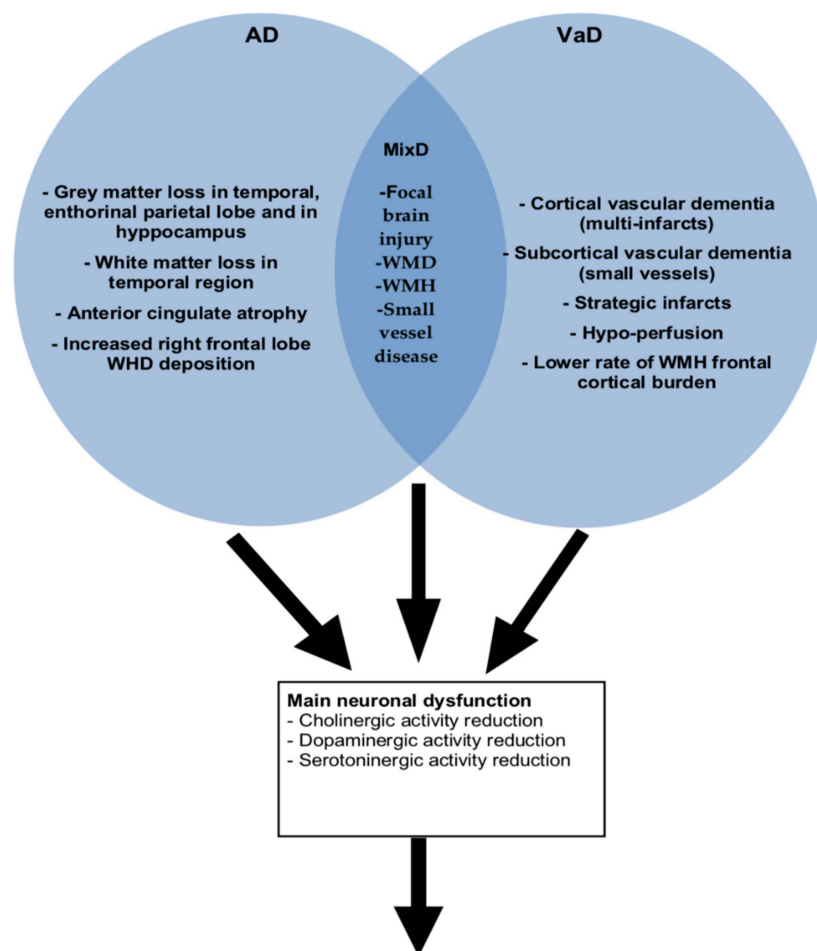 AD
- Grey matter loss in temporal,
enthorinal parietal lobe and in
hyppocampus
- White matter loss in
temporal region
- Anterior cingulate atrophy
- Increased right frontal lobe
WHD deposition
MixD
-Focal
brain
injury
-WMD
-WMH
-Small
vessel
disease
VaD
- Cortical vascular dementia
(multi-infarcts)
- Subcortical vascular dementia
(small vessels)
- Strategic infarcts
- Hypo-perfusion
- Lower rate of WMH frontal
cortical burden
Main neuronal dysfunction
- Cholinergic activity reduction
- Dopaminergic activity reduction
- Serotoninergic activity reduction